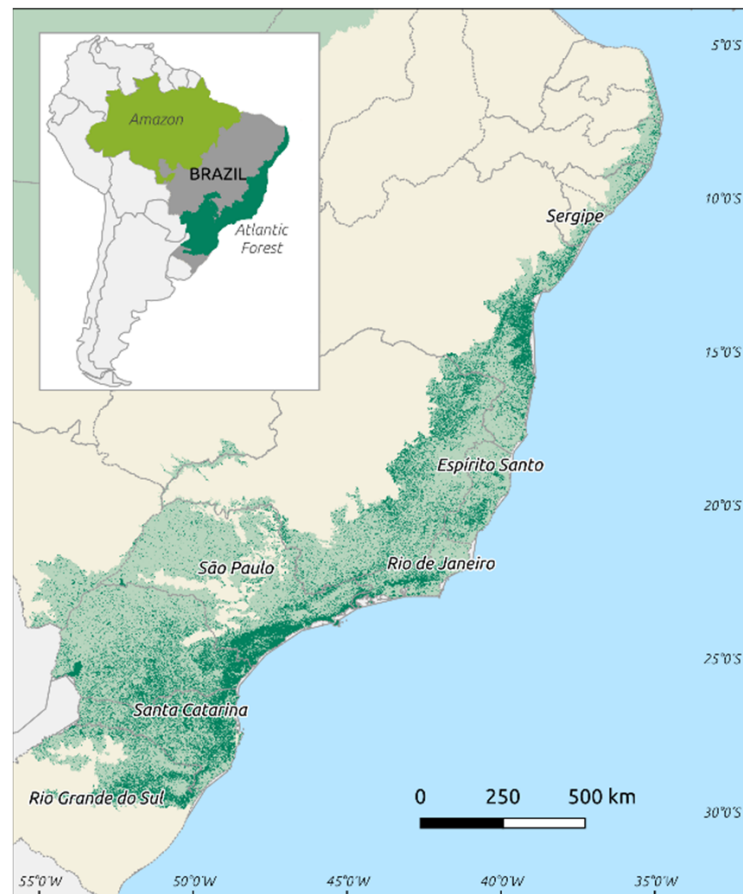 Amazon
BRAZIL
Atlantic
Forest
5°0'S
10°0'S
15°0'S
20°0'S
25°0'S
30°0'S
Sergipe
Espírito Santo
Rio de Janeiro
São Paulo
Santa Catarina
Rio Grande do Sul
0 250 500 km
55°0'W 50°0'W 45°0'W 40°0'W 35°0'W